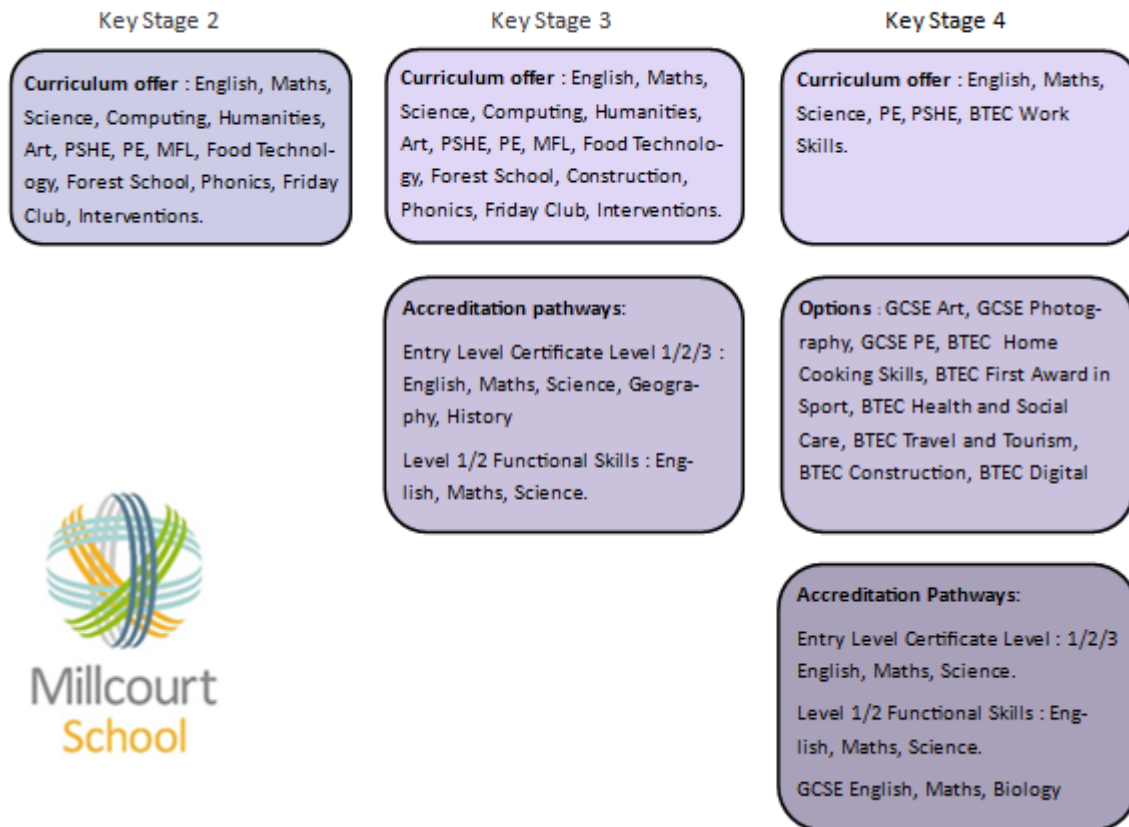 Key Stage 2
Curriculum offer : English, Maths,
Science, Computing, Humanities,
Art, PSHE, PE, MFL, Food Technol-
ogy, Forest School, Phonics, Friday
Club, Interventions.
Key Stage 3
Curriculum offer : English, Maths,
Science, Computing, Humanities,
Art, PSHE, PE, MFL, Food Technolo-
gy, Forest School, Construction,
Phonics, Friday Club, Interventions.
Accreditation pathways:
Entry Level Certificate Level 1/2/3 :
English, Maths, Science, Geogra-
phy, History
Level 1/2 Functional Skills : Eng-
lish, Maths, Science.
Key Stage 4
Curriculum offer : English, Maths,
Science, PE, PSHE, BTEC Work
Skills.
Options : GCSE Art, GCSE Photog-
raphy, GCSE PE, BTEC Home
Cooking Skills, BTEC First Award in
Sport, BTEC Health and Social
Care, BTEC Travel and Tourism,
BTEC Construction, BTEC Digital
Accreditation Pathways:
Entry Level Certificate Level : 1/2/3
English, Maths, Science.
Level 1/2 Functional Skills : Eng-
lish, Maths, Science.
GCSE English, Maths, Biology
Millcourt
School